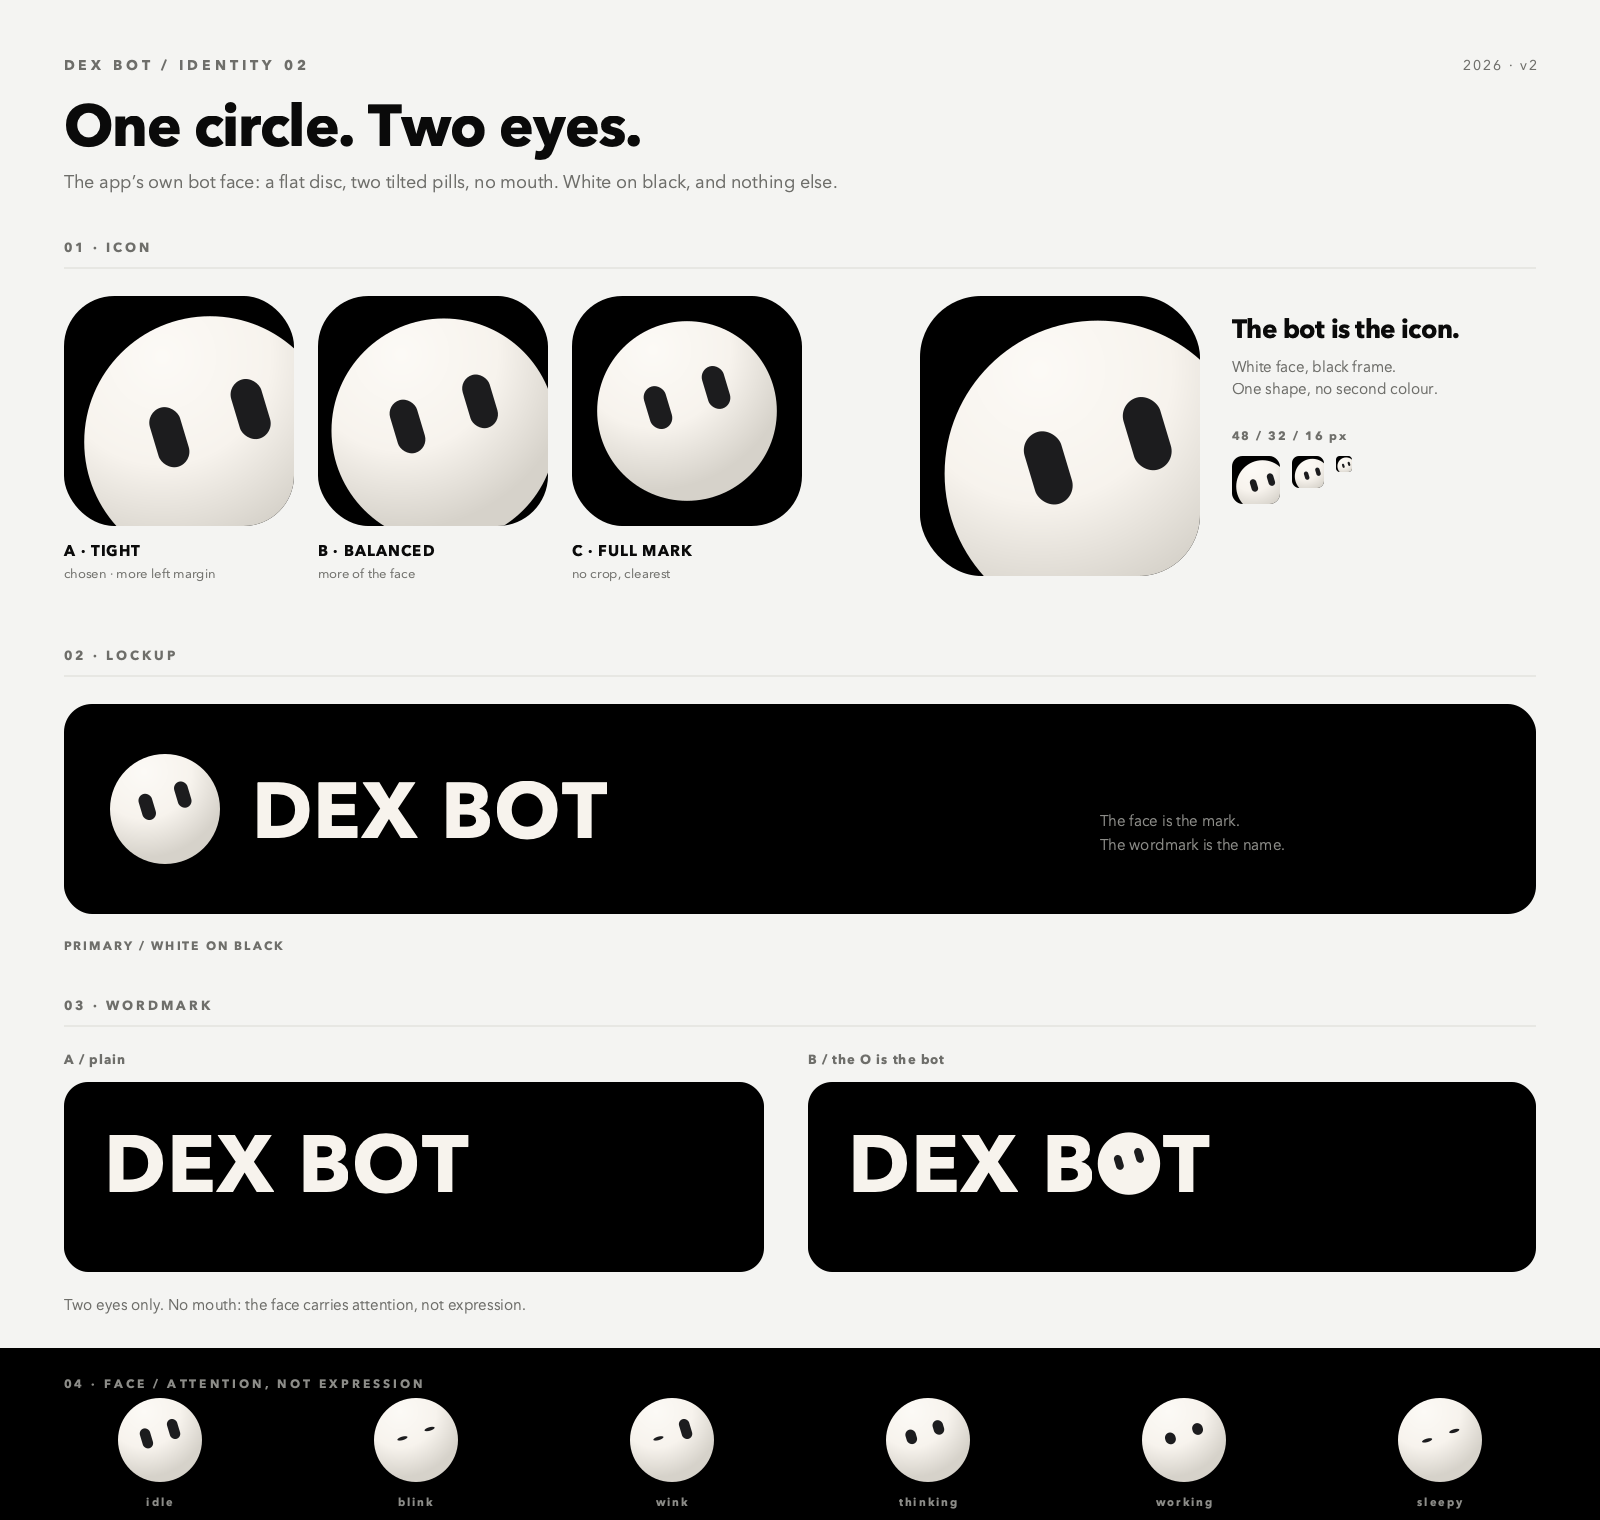 DEX BOT / IDENTITY 02
2026 · v2
One circle. Two eyes.
The app’s own bot face: a flat disc, two tilted pills, no mouth. White on black, and nothing else.
01 · ICON
A · TIGHT
chosen · more left margin
B · BALANCED
more of the face
C · FULL MARK
no crop, clearest
The bot is the icon.
White face, black frame.
One shape, no second colour.
48 / 32 / 16 px
02 · LOCKUP
DEX BOT
The face is the mark.
The wordmark is the name.
PRIMARY / WHITE ON BLACK
03 · WORDMARK
A / plain
DEX BOT
B / the O is the bot
DEX BOT
Two eyes only. No mouth: the face carries attention, not expression.
04 · FACE / ATTENTION, NOT EXPRESSION
idle
blink
wink
thinking
working
sleepy